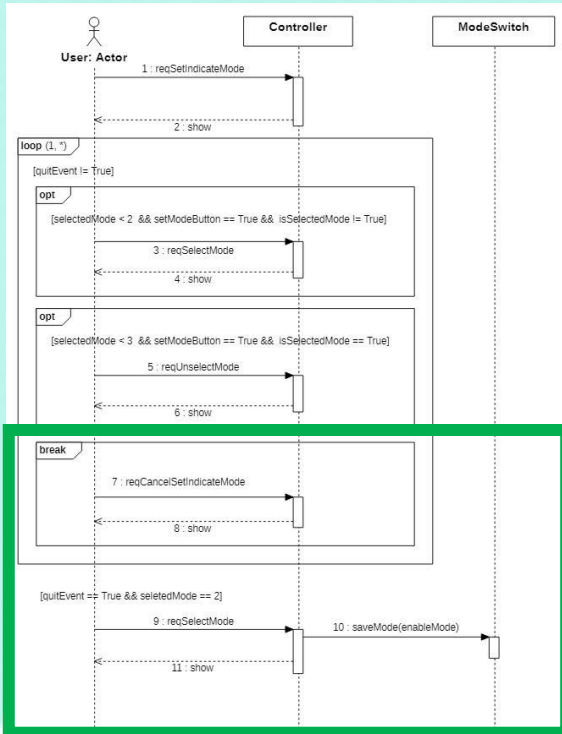 Controller
ModeSwitch
User: Actor
1 : reqSetIndicateMode
2 : show
loop (1, *)
[quitEvent != True]
opt
[selectedMode < 2 && setModeButton == True && isSelectedMode != True]
3 : reqSelectMode
4 : show
opt
[selectedMode < 3 && setModeButton == True && isSelectedMode == True]
5 : reqUnselectMode
6 : show
break
7 : reqCancelSetIndicateMode
8 : show
[quitEvent == True && seletedMode == 2]
9 : reqSelectMode
10 : saveMode(enableMode)
11 : show